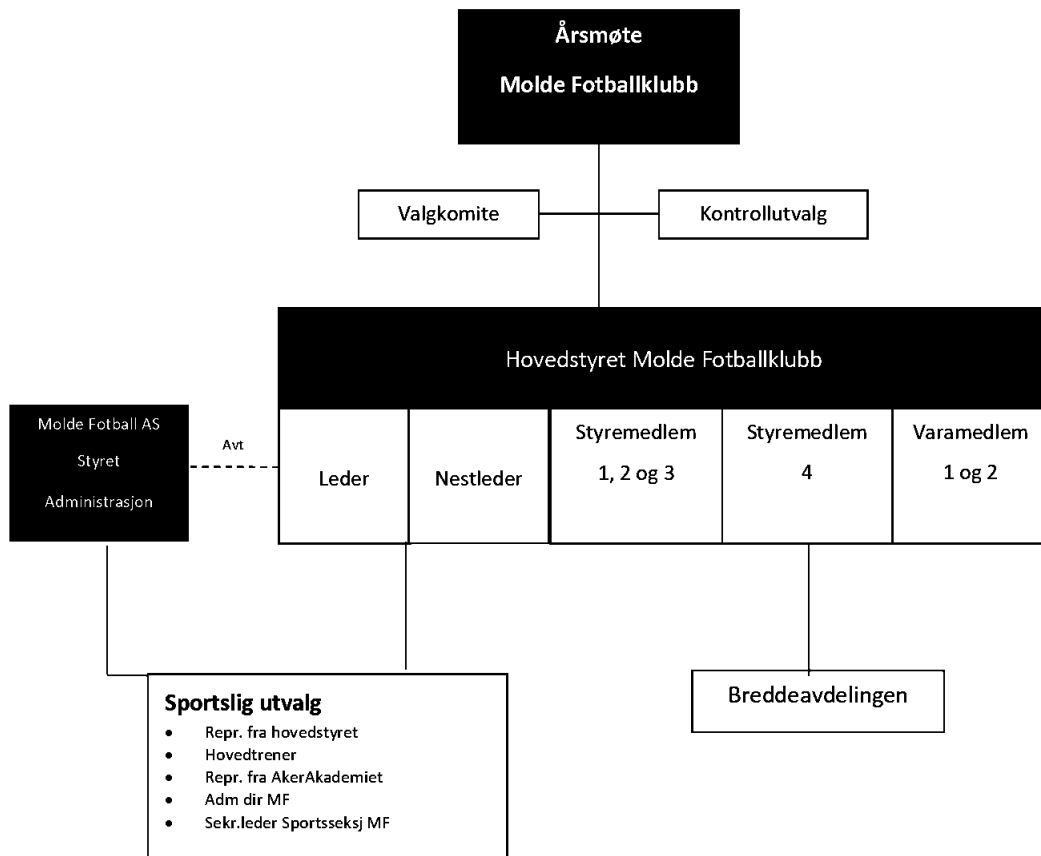 Årsmøte
Molde Fotballklubb
Valgkomite
Kontrollutvalg
Hovedstyret Molde Fotballklubb
Molde Fotball AS
Styret
Administrasjon
Avt
Leder
Nestleder
Styremedlem
1, 2 og 3
Styremedlem
4
Varamedlem
1 og 2
Sportslig utvalg
• Repr. fra hovedstyret
• Hovedtrener
• Repr. fra AkerAkademiet
• Adm dir MF
• Sekr.leder Sportsseksj MF
Breddeavdelingen